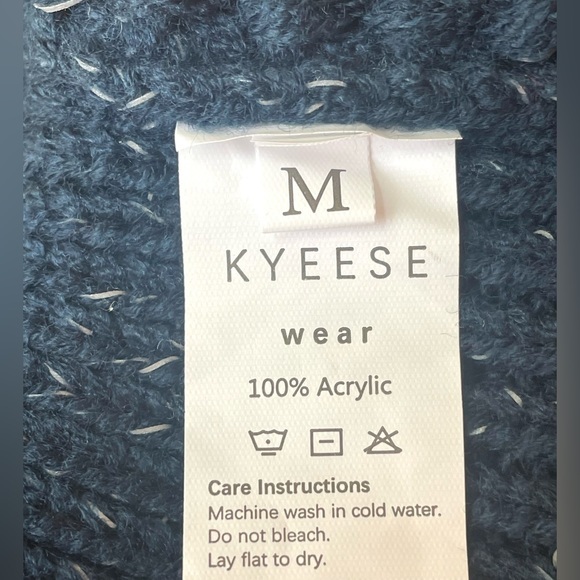 M
KYEESE
wear
100% Acrylic
Care Instructions
Machine wash in cold water.
Do not bleach.
Lay flat to dry.